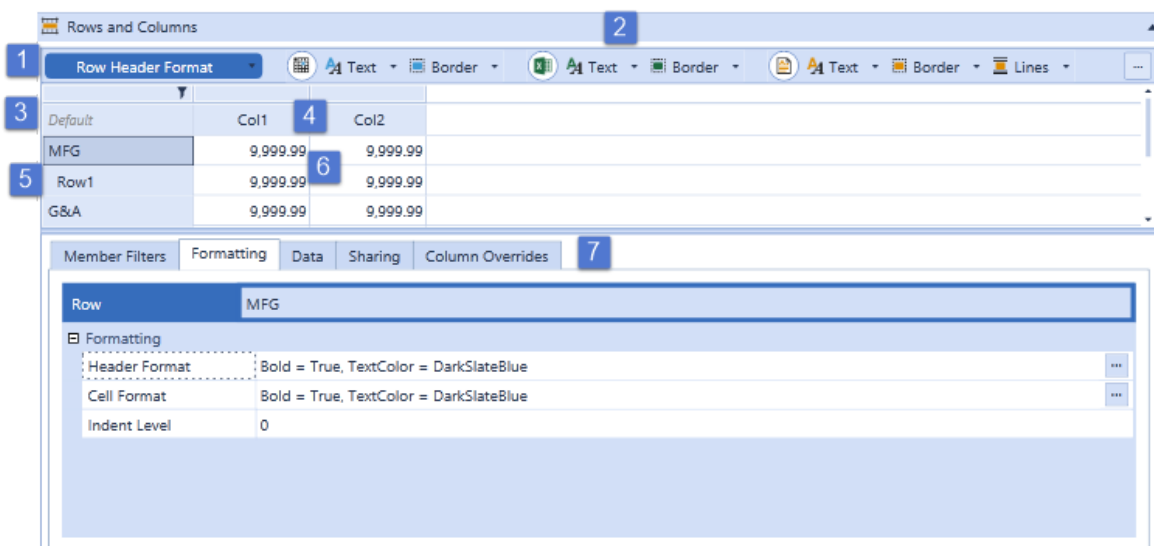 Rows and Columns
2
1
Row Header Format Text Border Text Border Text Border Lines ...
3
Default Col1 4 Col2
MFG 9,999.99 9,999.99
6
5 Row1 9,999.99 9,999.99
G&A 9,999.99 9,999.99
Member Filters Formatting Data Sharing Column Overrides 7
Row MFG
Formatting
Header Format Bold = True, TextColor = DarkSlateBlue ...
Cell Format Bold = True, TextColor = DarkSlateBlue ...
Indent Level 0